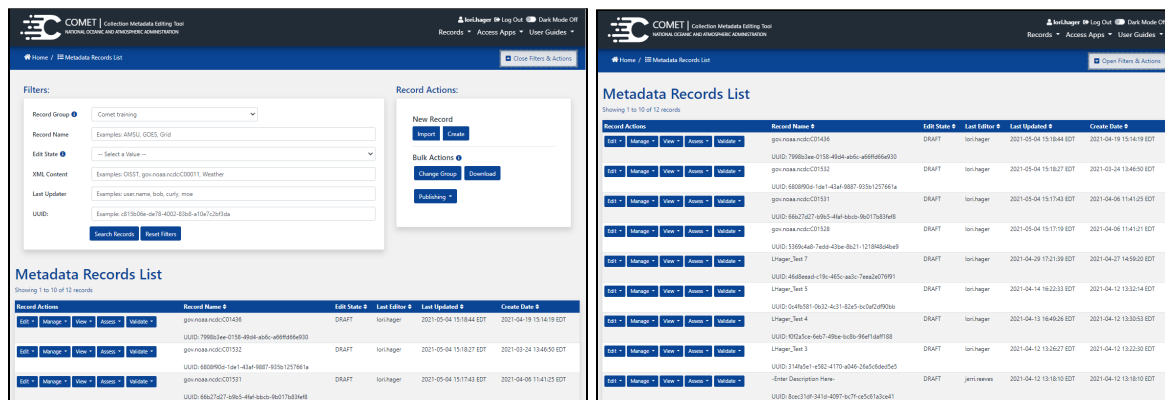 COMET | Collection Metadata Editing Tool
NATIONAL OCEANIC AND ATMOSPHERIC ADMINISTRATION
lori.hager Log Out Dark Mode Off
Records Access Apps User Guides
Home / Metadata Records List
Close Filters & Actions
Filters:
Record Group
Comet training
Record Name
Examples: AMSU, GOES, Grid
Edit State
--- Select a Value ---
XML Content
Examples: OISST, gov.noaa.ncdc:C00011, Weather
Last Updater
Examples: user.name, bob, curly, moe
UUID:
Example: c815b06e-de78-4002-83b8-a10e7c2bf3da
Search Records Reset Filters
Record Actions:
New Record
Import Create
Bulk Actions
Change Group Download
Publishing
Metadata Records List
Showing 1 to 10 of 12 records
Record Actions Record Name Edit State Last Editor Last Updated Create Date
Edit Manage View Assess Validate gov.noaa.ncdc:C01436 DRAFT lori.hager 2021-05-04 15:18:44 EDT 2021-04-19 15:14:19 EDT
UUID: 7998b3ee-0158-49d4-ab6c-a66ffd66e930
Edit Manage View Assess Validate gov.noaa.ncdc:C01532 DRAFT lori.hager 2021-05-04 15:18:27 EDT 2021-03-24 13:46:50 EDT
UUID: 6808f90d-1de1-43af-9887-935b1257661a
Edit Manage View Assess Validate gov.noaa.ncdc:C01531 DRAFT lori.hager 2021-05-04 15:17:43 EDT 2021-04-06 11:41:25 EDT
UUID: 66b27d27-b9b5-4faf-bbcb-9b017b83fef8
COMET | Collection Metadata Editing Tool
NATIONAL OCEANIC AND ATMOSPHERIC ADMINISTRATION
lori.hager Log Out Dark Mode Off
Records Access Apps User Guides
Home / Metadata Records List
Open Filters & Actions
Metadata Records List
Showing 1 to 10 of 12 records
Record Actions Record Name Edit State Last Editor Last Updated Create Date
Edit Manage View Assess Validate gov.noaa.ncdc:C01436 DRAFT lori.hager 2021-05-04 15:18:44 EDT 2021-04-19 15:14:19 EDT
UUID: 7998b3ee-0158-49d4-ab6c-a66ffd66e930
Edit Manage View Assess Validate gov.noaa.ncdc:C01532 DRAFT lori.hager 2021-05-04 15:18:27 EDT 2021-03-24 13:46:50 EDT
UUID: 6808f90d-1de1-43af-9887-935b1257661a
Edit Manage View Assess Validate gov.noaa.ncdc:C01531 DRAFT lori.hager 2021-05-04 15:17:43 EDT 2021-04-06 11:41:25 EDT
UUID: 66b27d27-b9b5-4faf-bbcb-9b017b83fef8
Edit Manage View Assess Validate gov.noaa.ncdc:C01528 DRAFT lori.hager 2021-05-04 15:17:19 EDT 2021-04-06 11:41:21 EDT
UUID: 5369c4a8-7edd-43be-8b21-1218f48d4be9
Edit Manage View Assess Validate LHager_Test 7 DRAFT lori.hager 2021-04-29 17:21:39 EDT 2021-04-27 14:59:20 EDT
UUID: 46d8eead-c19c-465c-aa3c-7eea2e076f91
Edit Manage View Assess Validate LHager_Test 5 DRAFT lori.hager 2021-04-14 16:22:33 EDT 2021-04-12 13:32:14 EDT
UUID: 0c4fb581-0b32-4c31-82e5-bc0af2df90bb
Edit Manage View Assess Validate LHager_Test 4 DRAFT lori.hager 2021-04-13 16:49:26 EDT 2021-04-12 13:30:53 EDT
UUID: f0f2a5ce-6eb7-49be-bc8b-96ef1daff188
Edit Manage View Assess Validate LHager_Test 3 DRAFT lori.hager 2021-04-12 13:26:27 EDT 2021-04-12 13:22:30 EDT
UUID: 314fa5e1-e582-4170-a046-26a5c6ded5e5
Edit Manage View Assess Validate -Enter Description Here- DRAFT jerri.reeves 2021-04-12 13:18:10 EDT 2021-04-12 13:18:10 EDT
UUID: 8cec31df-341d-4097-bc7f-ce5c61a3ce41